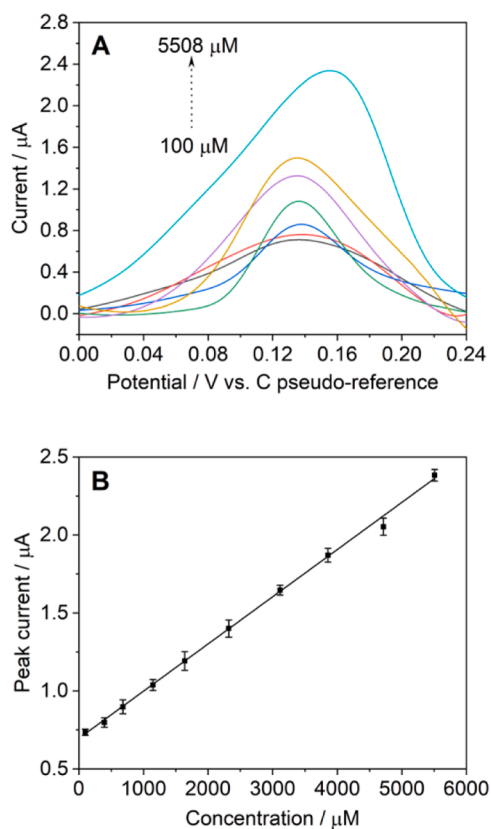 A
5508 μM
100 μM
2.8
2.4
2.0
1.6
1.2
0.8
0.4
0.0
Current / μA
0.00 0.04 0.08 0.12 0.16 0.20 0.24
Potential / V vs. C pseudo-reference
B
2.5
2.0
1.5
1.0
0.5
Peak current / μA
0 1000 2000 3000 4000 5000 6000
Concentration / μM